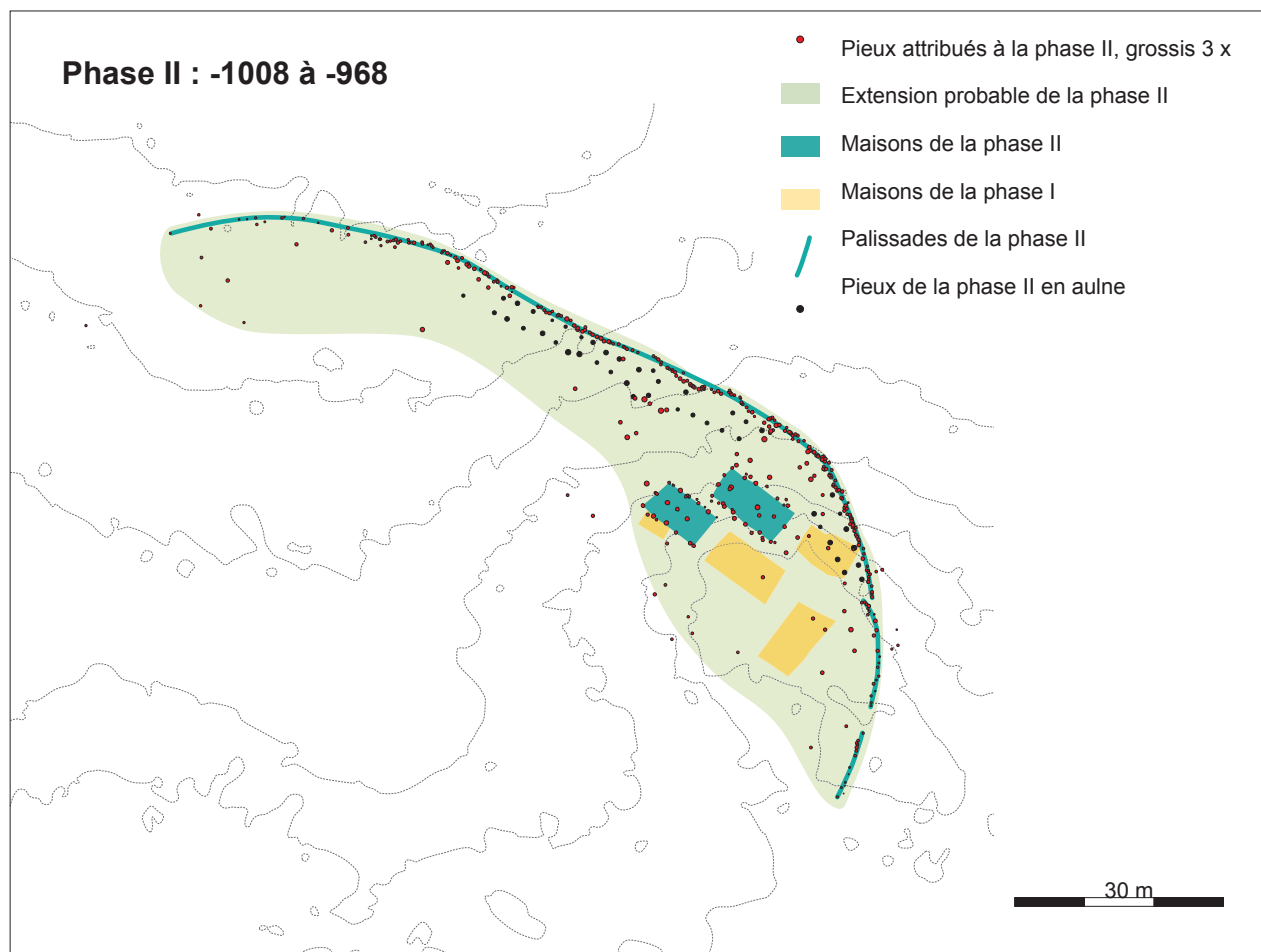 Phase II : -1008 à -968
Pieux attribués à la phase II, grossis 3 x
Extension probable de la phase II
Maisons de la phase II
Maisons de la phase I
Palissades de la phase II
Pieux de la phase II en aulne
30 m